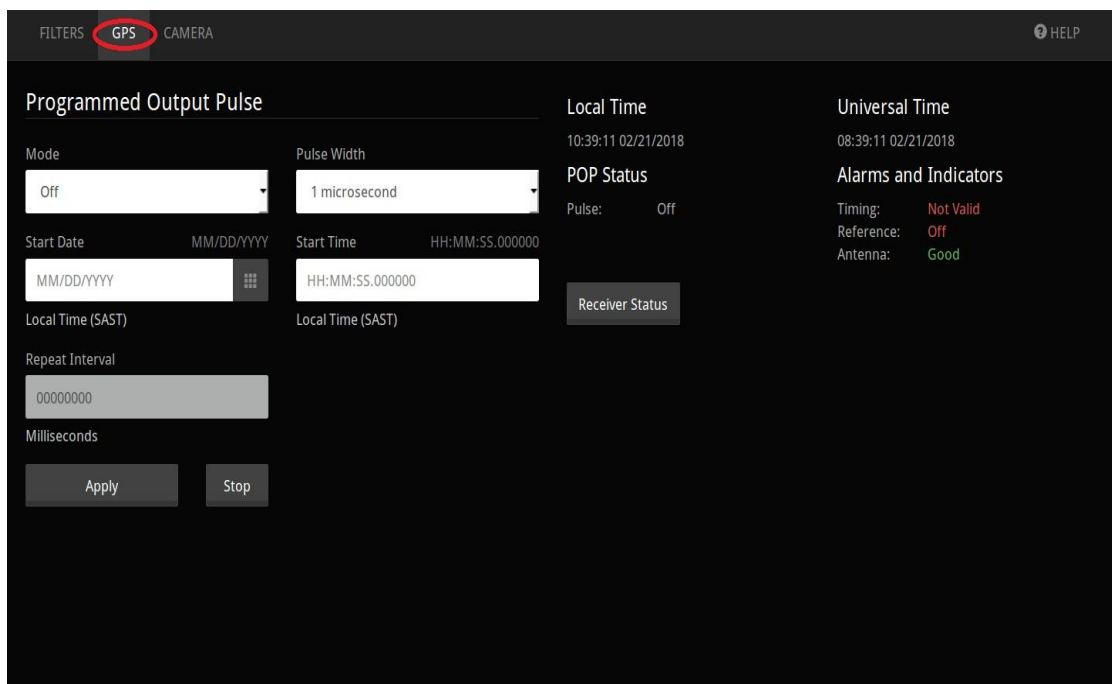 FILTERS GPS CAMERA HELP
Programmed Output Pulse
Mode Pulse Width
Off 1 microsecond
Start Date MM/DD/YYYY Start Time HH:MM:SS.000000
MM/DD/YYYY HH:MM:SS.000000
Local Time (SAST) Local Time (SAST)
Repeat Interval
00000000
Milliseconds
Apply Stop
Local Time
10:39:11 02/21/2018
POP Status
Pulse: Off
Receiver Status
Universal Time
08:39:11 02/21/2018
Alarms and Indicators
Timing: Not Valid
Reference: Off
Antenna: Good